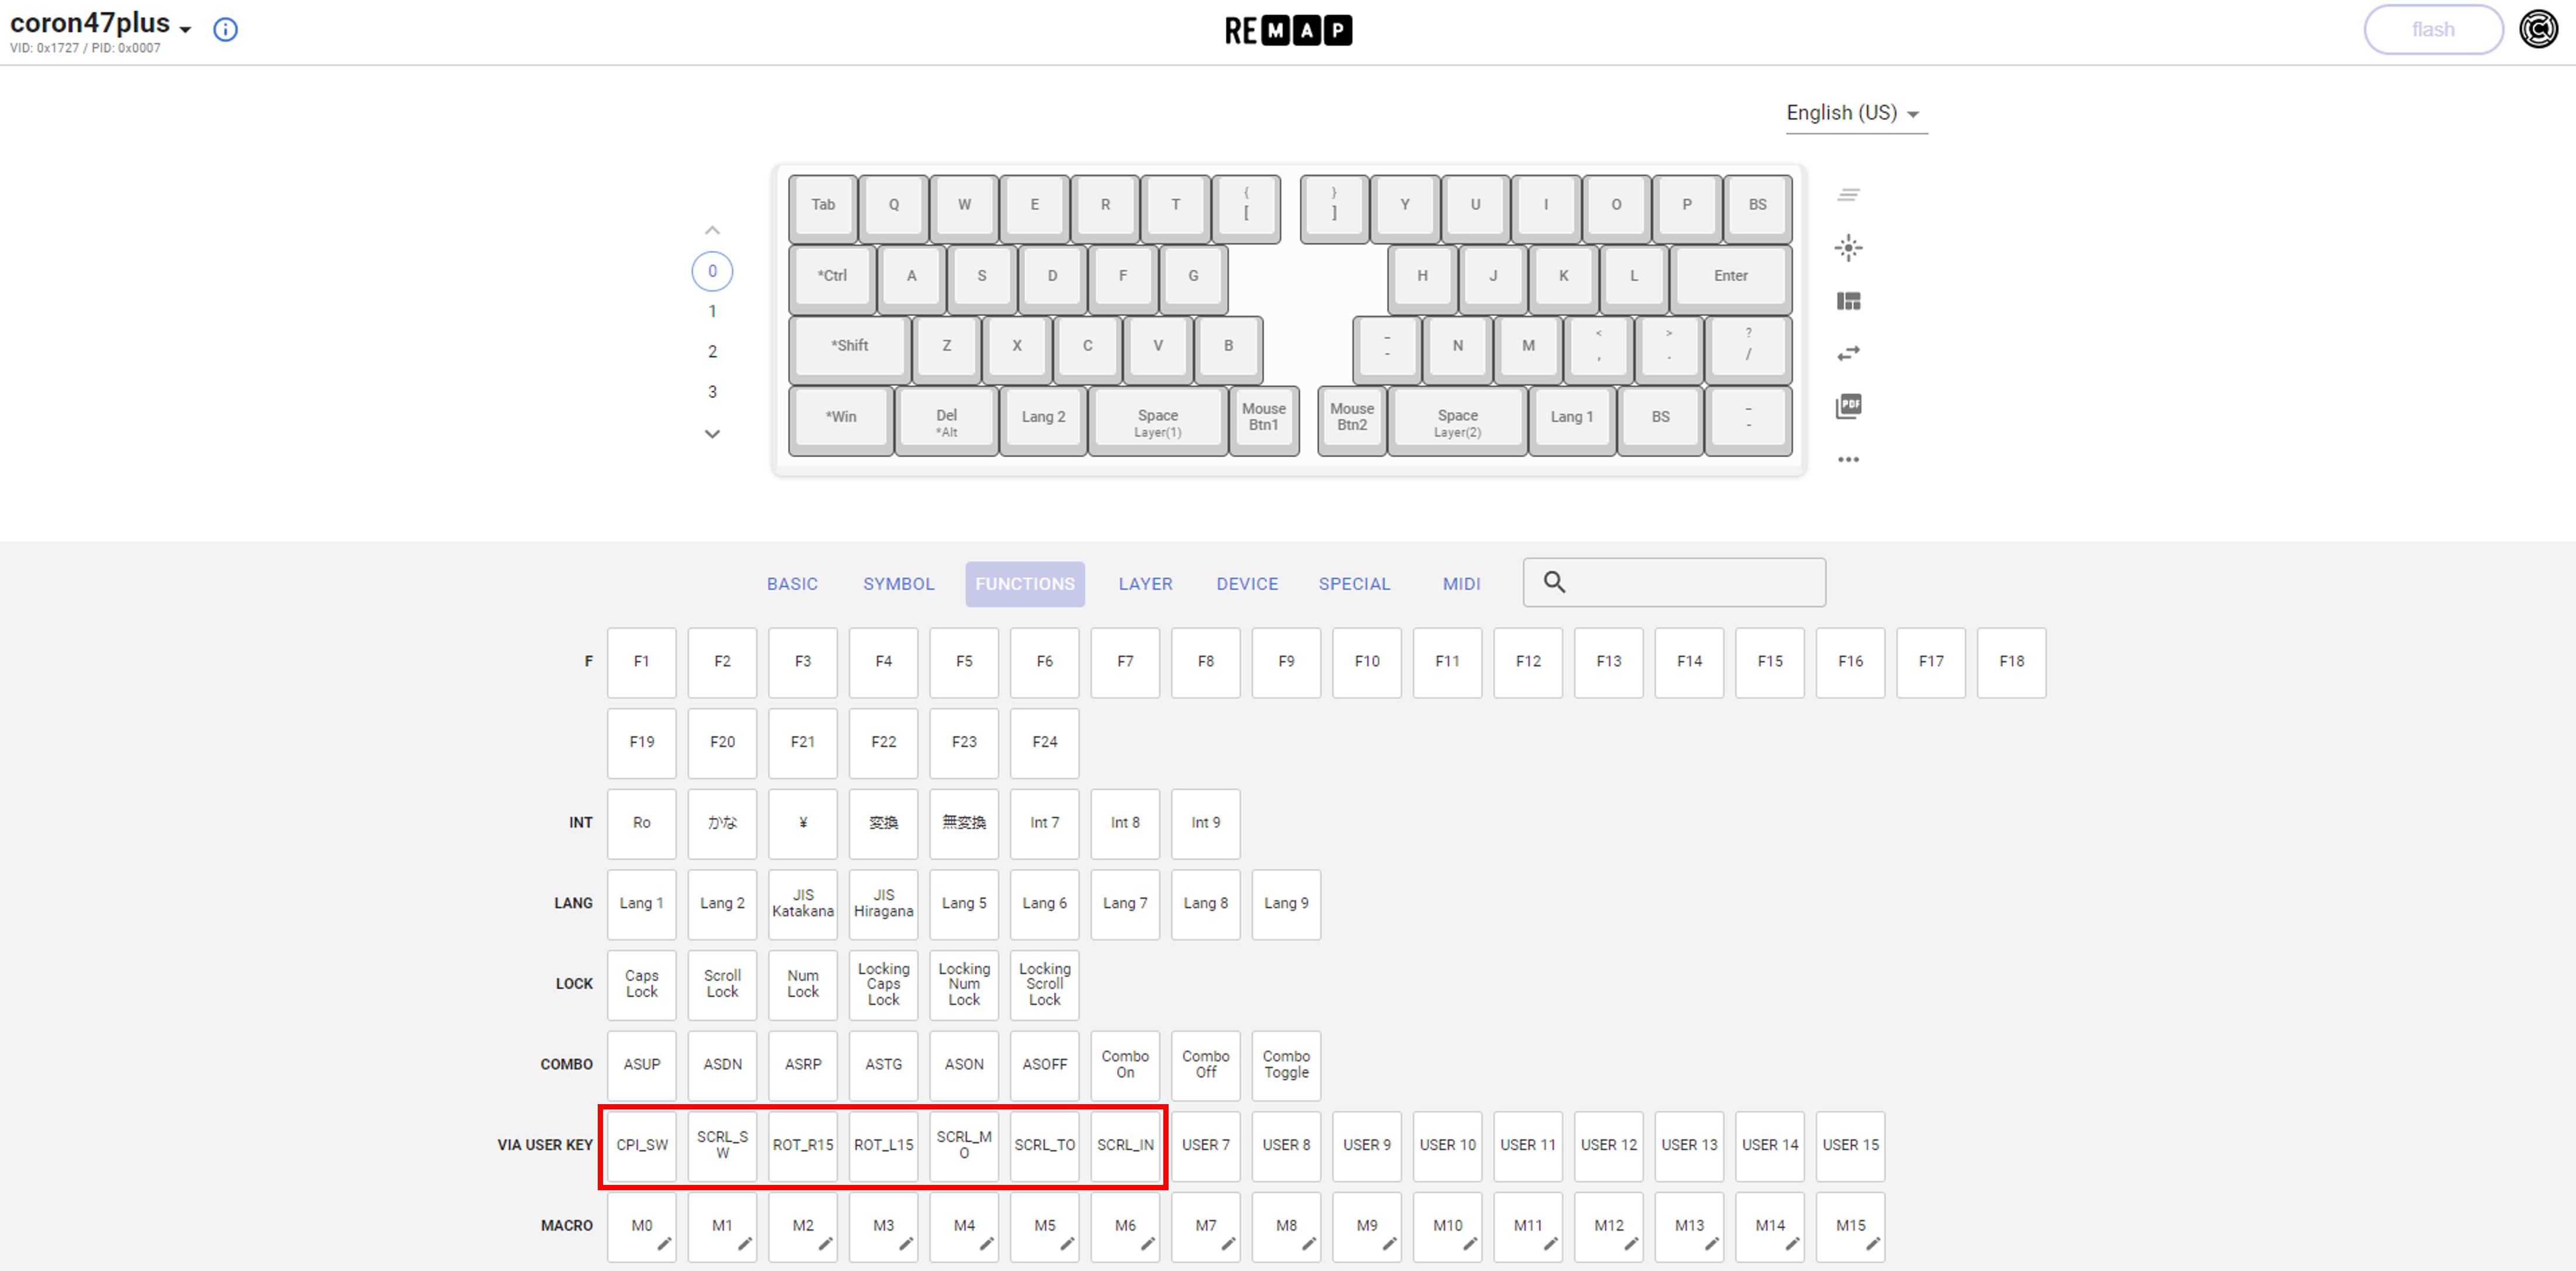 coron47plus
VID: 0x1727 / PID: 0x0007
REMAP
flash
English (US)
Tab Q W E R T { [ } ] Y U I O P BS
0
*Ctrl A S D F G H J K L Enter
1
*Shift Z X C V B _ - N M < , > . ? /
2
3
*Win Del *Alt Lang 2 Space Layer(1) Mouse Btn1 Mouse Btn2 Space Layer(2) Lang 1 BS _ -
PDF
BASIC SYMBOL FUNCTIONS LAYER DEVICE SPECIAL MIDI
F F1 F2 F3 F4 F5 F6 F7 F8 F9 F10 F11 F12 F13 F14 F15 F16 F17 F18
F19 F20 F21 F22 F23 F24
INT Ro かな ¥ 変換 無変換 Int 7 Int 8 Int 9
LANG Lang 1 Lang 2 JIS Katakana JIS Hiragana Lang 5 Lang 6 Lang 7 Lang 8 Lang 9
LOCK Caps Lock Scroll Lock Num Lock Locking Caps Lock Locking Num Lock Locking Scroll Lock
COMBO ASUP ASDN ASRP ASTG ASON ASOFF Combo On Combo Off Combo Toggle
VIA USER KEY CPI_SW SCRL_SW ROT_R15 ROT_L15 SCRL_MO SCRL_TO SCRL_IN USER 7 USER 8 USER 9 USER 10 USER 11 USER 12 USER 13 USER 14 USER 15
MACRO M0 M1 M2 M3 M4 M5 M6 M7 M8 M9 M10 M11 M12 M13 M14 M15